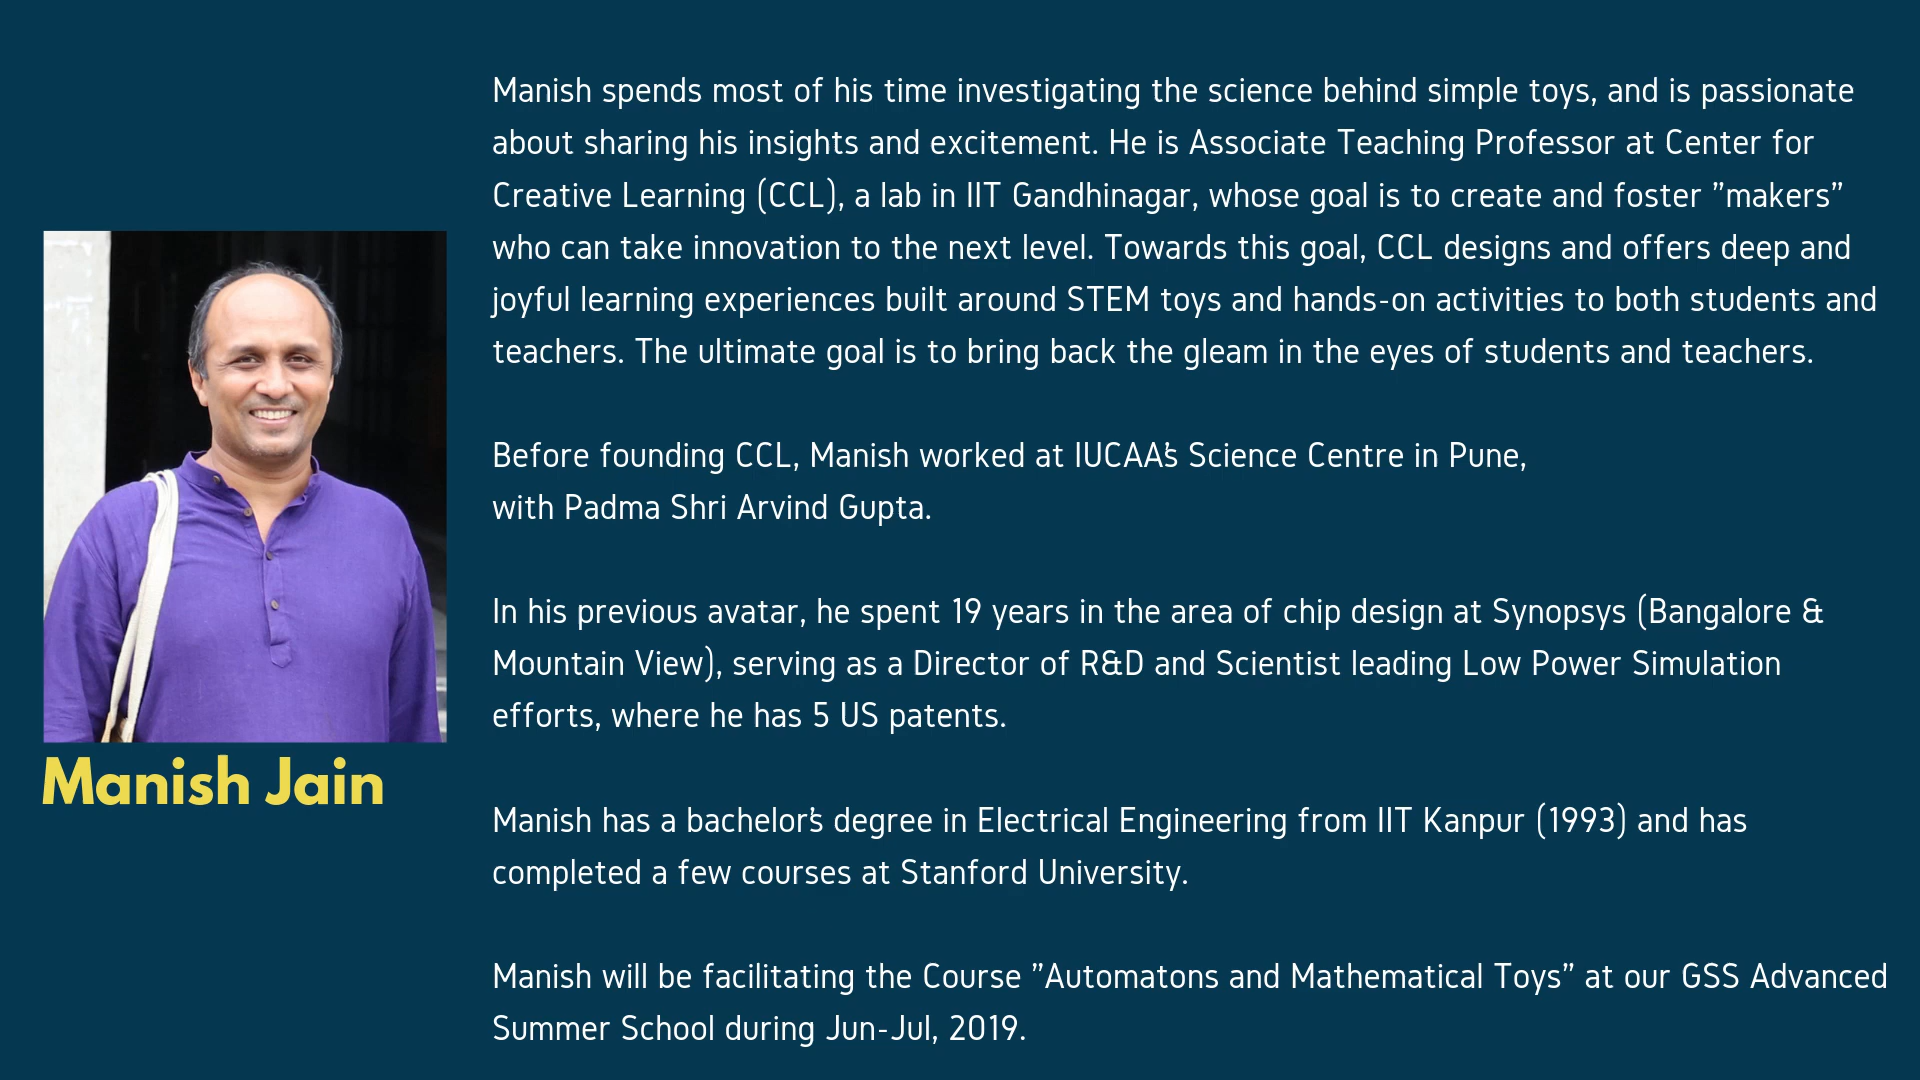 Manish spends most of his time investigating the science behind simple toys, and is passionate
about sharing his insights and excitement. He is Associate Teaching Professor at Center for
Creative Learning (CCL), a lab in IIT Gandhinagar, whose goal is to create and foster "makers"
who can take innovation to the next level. Towards this goal, CCL designs and offers deep and
joyful learning experiences built around STEM toys and hands-on activities to both students and
teachers. The ultimate goal is to bring back the gleam in the eyes of students and teachers.
Before founding CCL, Manish worked at IUCAA's Science Centre in Pune,
with Padma Shri Arvind Gupta.
In his previous avatar, he spent 19 years in the area of chip design at Synopsys (Bangalore &
Mountain View), serving as a Director of R&D and Scientist leading Low Power Simulation
efforts, where he has 5 US patents.
Manish has a bachelor's degree in Electrical Engineering from IIT Kanpur (1993) and has
completed a few courses at Stanford University.
Manish will be facilitating the Course "Automatons and Mathematical Toys" at our GSS Advanced
Summer School during Jun-Jul, 2019.
Manish Jain